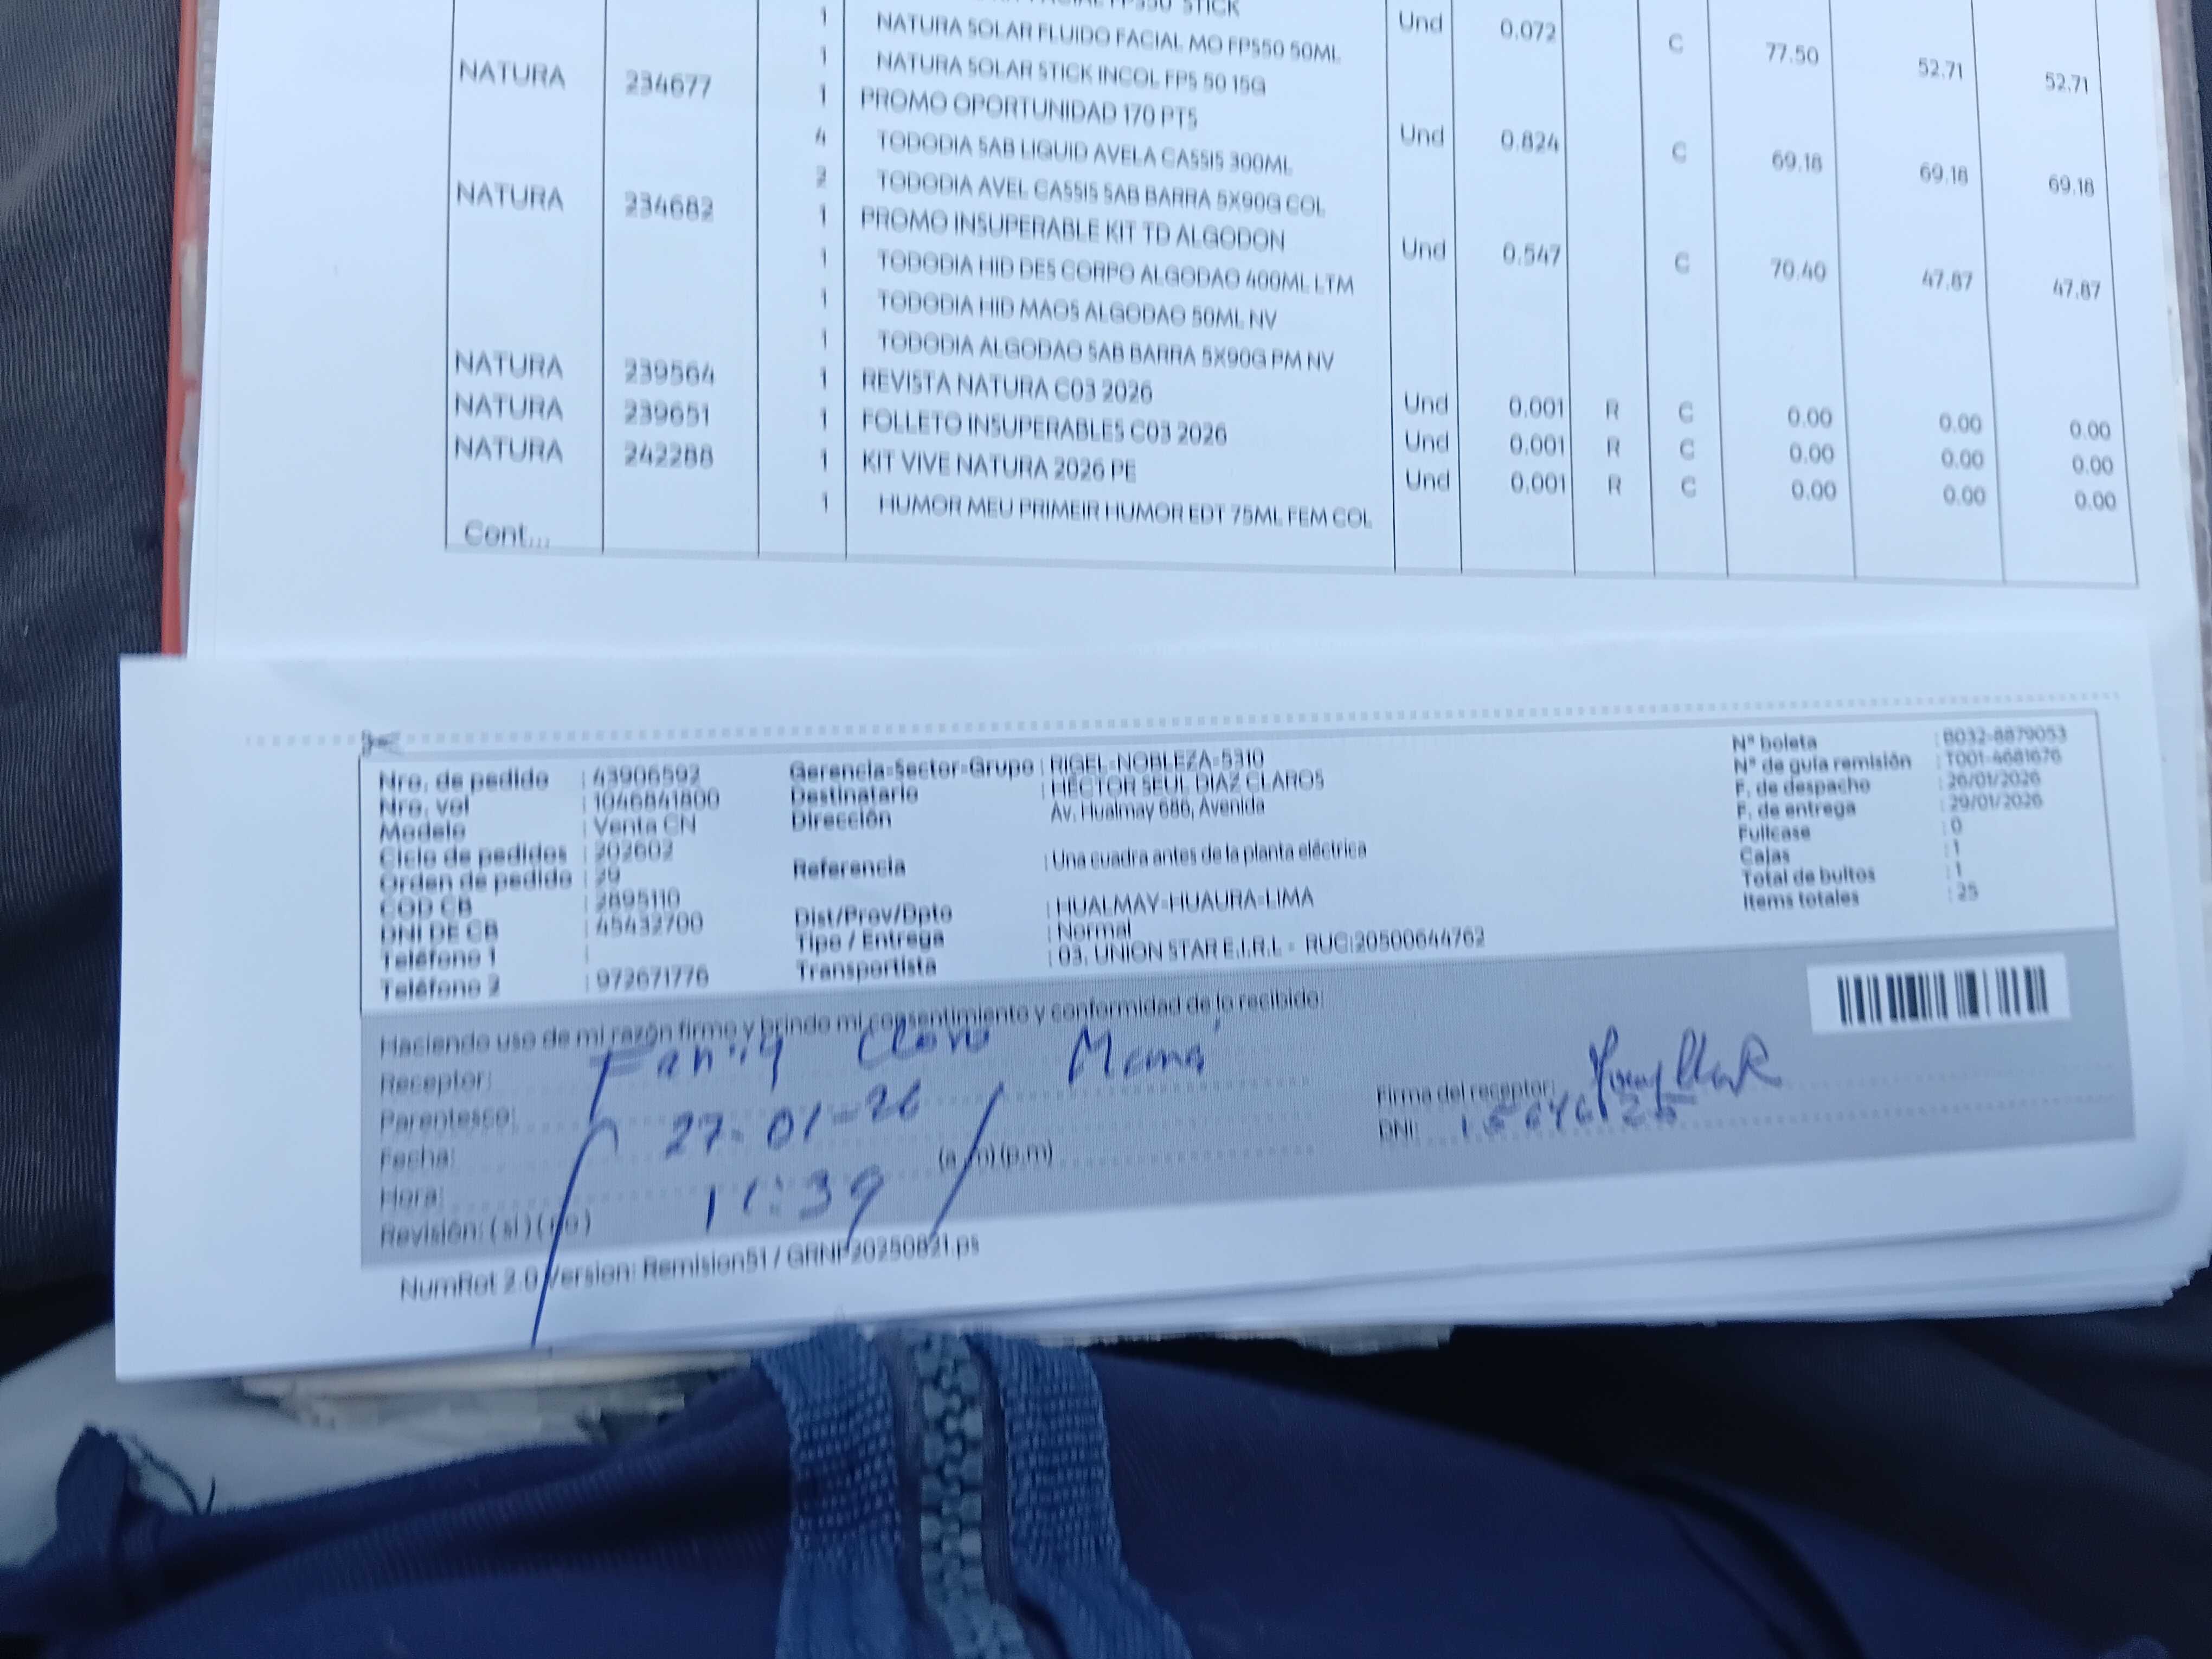 STICK
1 NATURA SOLAR FLUIDO FACIAL MO FPS50 50ML Und 0.072 C 77.50 52.71 52.71
1 NATURA SOLAR STICK INCOL FPS 50 15G
NATURA 234677 1 PROMO OPORTUNIDAD 170 PTS Und 0.824 C 69.18 69.18 69.18
4 TODODIA SAB LIQUID AVELA CASSIS 300ML
2 TODODIA AVEL CASSIS SAB BARRA 5X90G COL
NATURA 234682 1 PROMO INSUPERABLE KIT TD ALGODON Und 0.547 C 70.40 47.87 47.87
1 TODODIA HID DES CORPO ALGODAO 400ML LTM
1 TODODIA HID MAOS ALGODAO 50ML NV
1 TODODIA ALGODAO SAB BARRA 5X90G PM NV
NATURA 239564 1 REVISTA NATURA C03 2026 Und 0.001 R C 0.00 0.00 0.00
NATURA 239651 1 FOLLETO INSUPERABLES C03 2026 Und 0.001 R C 0.00 0.00 0.00
NATURA 242288 1 KIT VIVE NATURA 2026 PE Und 0.001 R C 0.00 0.00 0.00
1 HUMOR MEU PRIMEIR HUMOR EDT 75ML FEM COL
Cont...
Nro. de pedido : 43906592
Nro. vol : 1046841800
Modelo : Venta CN
Ciclo de pedidos : 202602
Orden de pedido : 29
COD CB : 2895110
DNI DE CB : 45432700
Teléfono 1 :
Teléfono 2 : 972671776
Gerencia-Sector-Grupo : RIGEL-NOBLEZA-5310
Destinatario : HÉCTOR SEUL DIAZ CLAROS
Dirección Av. Hualmay 686, Avenida
Referencia : Una cuadra antes de la planta eléctrica
Dist/Prov/Dpto : HUALMAY-HUAURA-LIMA
Tipo / Entrega : Normal
Transportista : 03. UNION STAR E.I.R.L - RUC:20500644762
N° boleta : B032-8879053
N° de guía remisión : T001-4681676
F. de despacho : 26/01/2026
F. de entrega : 29/01/2026
Fullcase : 0
Cajas : 1
Total de bultos : 1
Items totales : 25
Haciendo uso de mi razón firmo y brindo mi consentimiento y conformidad de lo recibido:
Receptor: Mamá
Parentesco:
Fecha: 27-01-26
Hora: 11:39 (a.m)(p.m)
Revisión: (si) (no)
Firma del receptor:
DNI:
NumRot 2.0 Version: Remision51 / GRNP20250821.ps